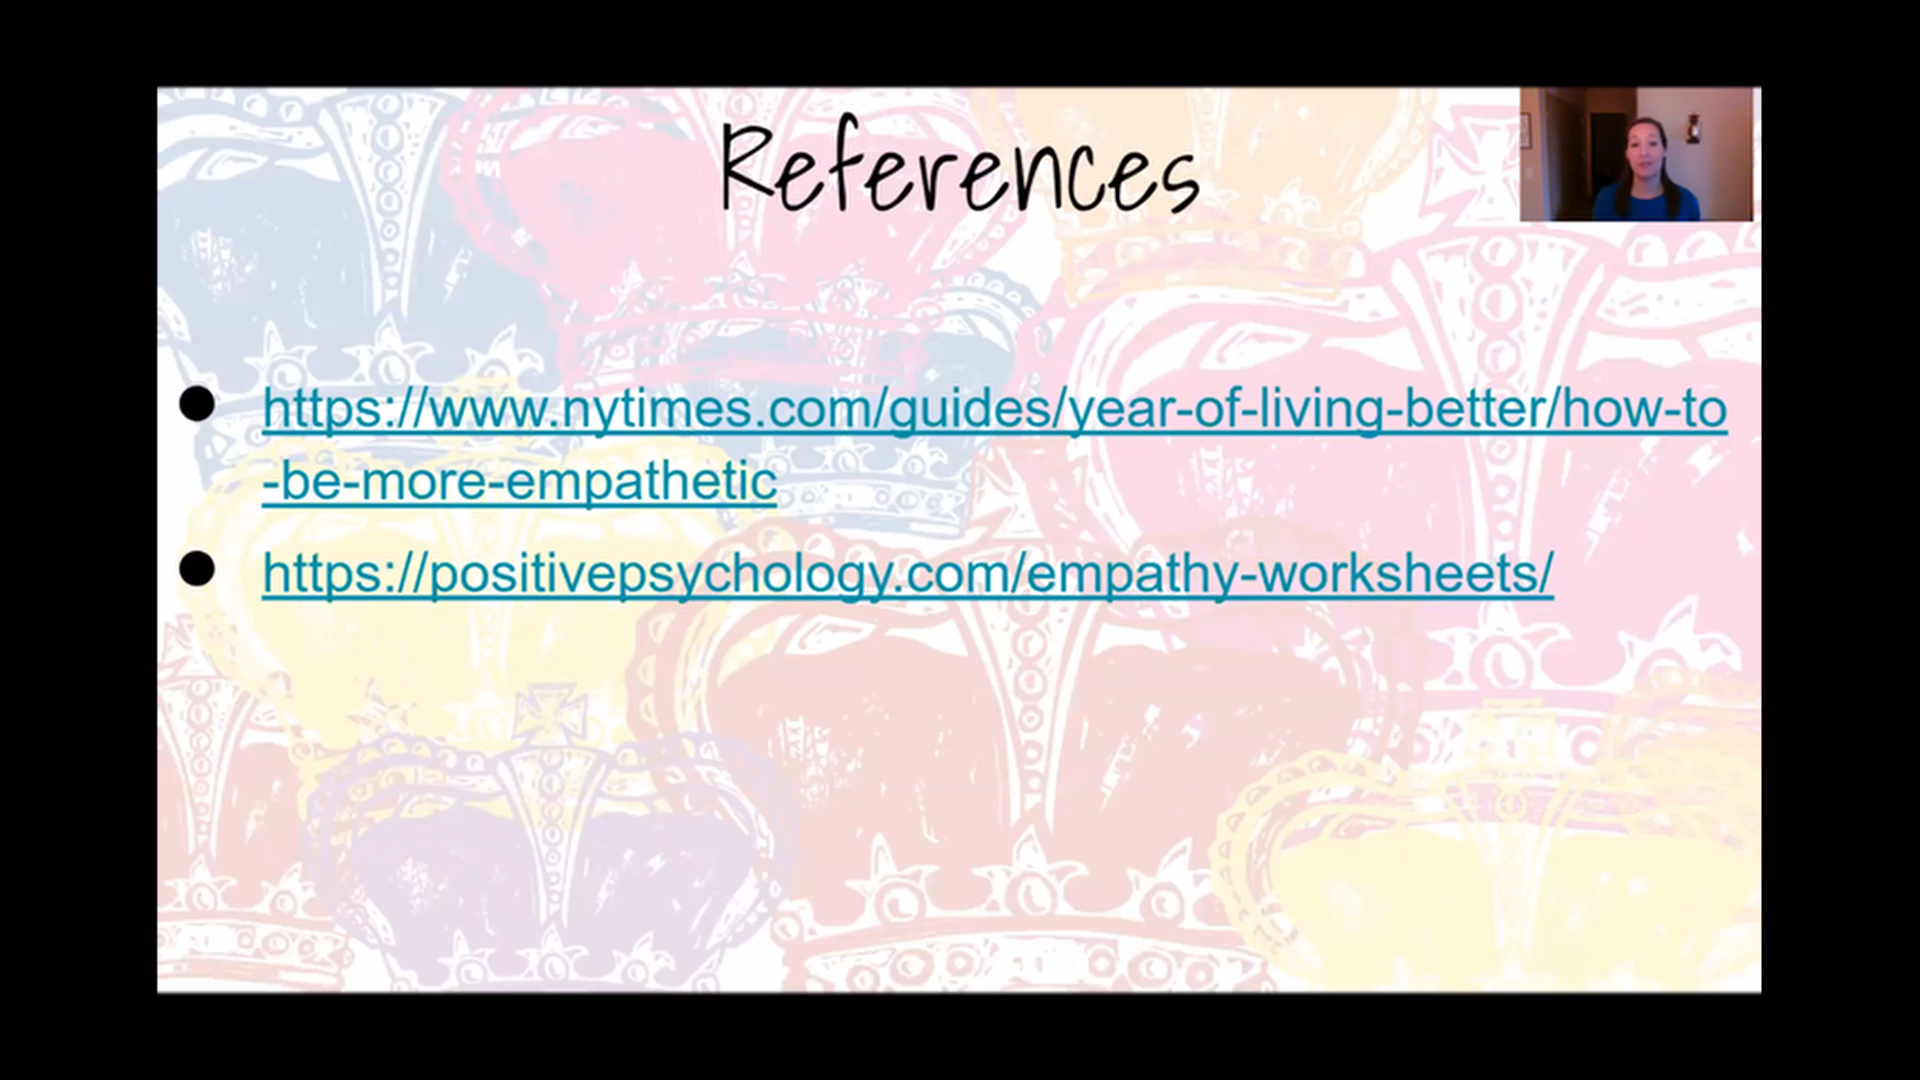 References
https://www.nytimes.com/guides/year-of-living-better/how-to
-be-more-empathetic
https://positivepsychology.com/empathy-worksheets/